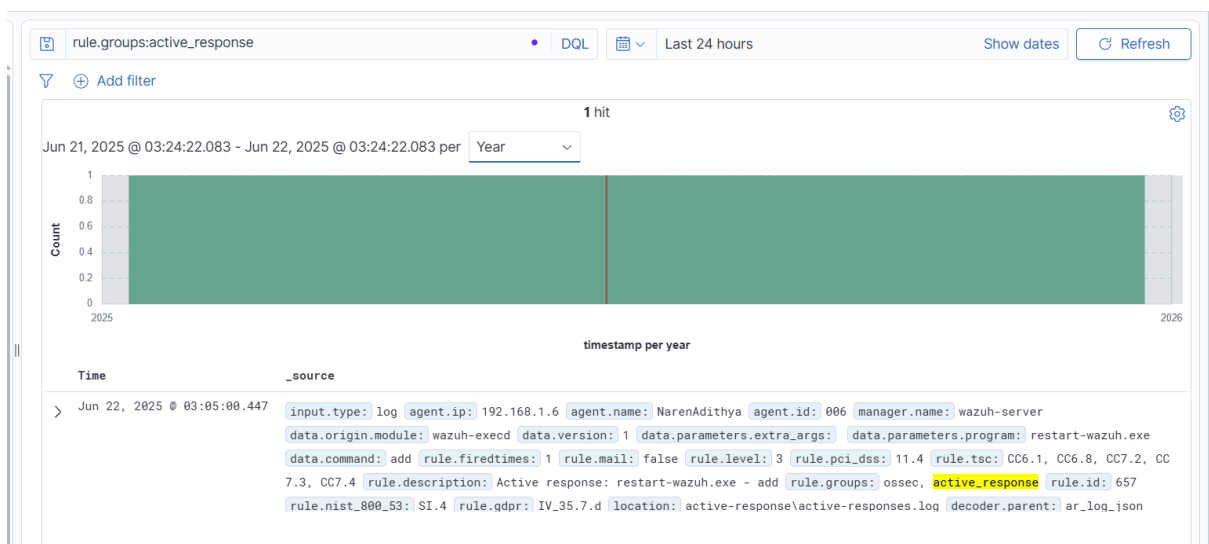 rule.groups:active_response DQL Last 24 hours Show dates Refresh
Add filter
1 hit
Jun 21, 2025 @ 03:24:22.083 - Jun 22, 2025 @ 03:24:22.083 per Year
1
0.8
0.6
0.4
0.2
0
Count
2025 2026
timestamp per year
Time _source
Jun 22, 2025 @ 03:05:00.447 input.type: log agent.ip: 192.168.1.6 agent.name: NarenAdithya agent.id: 006 manager.name: wazuh-server
data.origin.module: wazuh-execd data.version: 1 data.parameters.extra_args: data.parameters.program: restart-wazuh.exe
data.command: add rule.firedtimes: 1 rule.mail: false rule.level: 3 rule.pci_dss: 11.4 rule.tsc: CC6.1, CC6.8, CC7.2, CC
7.3, CC7.4 rule.description: Active response: restart-wazuh.exe - add rule.groups: ossec, active_response rule.id: 657
rule.nist_800_53: SI.4 rule.gdpr: IV_35.7.d location: active-response\active-responses.log decoder.parent: ar_log_json